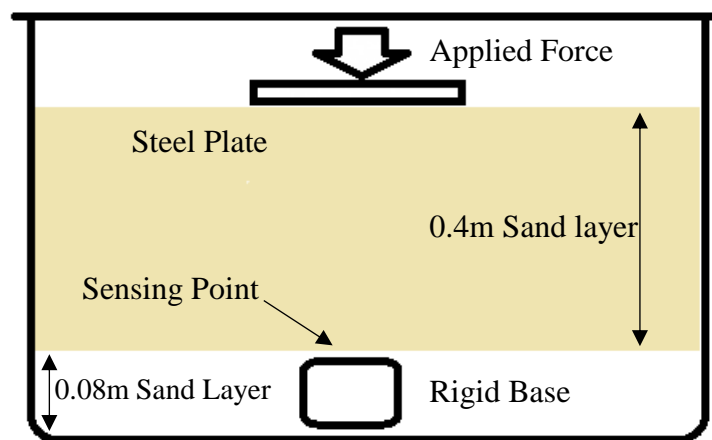 Applied Force
Steel Plate
0.4m Sand layer
Sensing Point
0.08m Sand Layer
Rigid Base